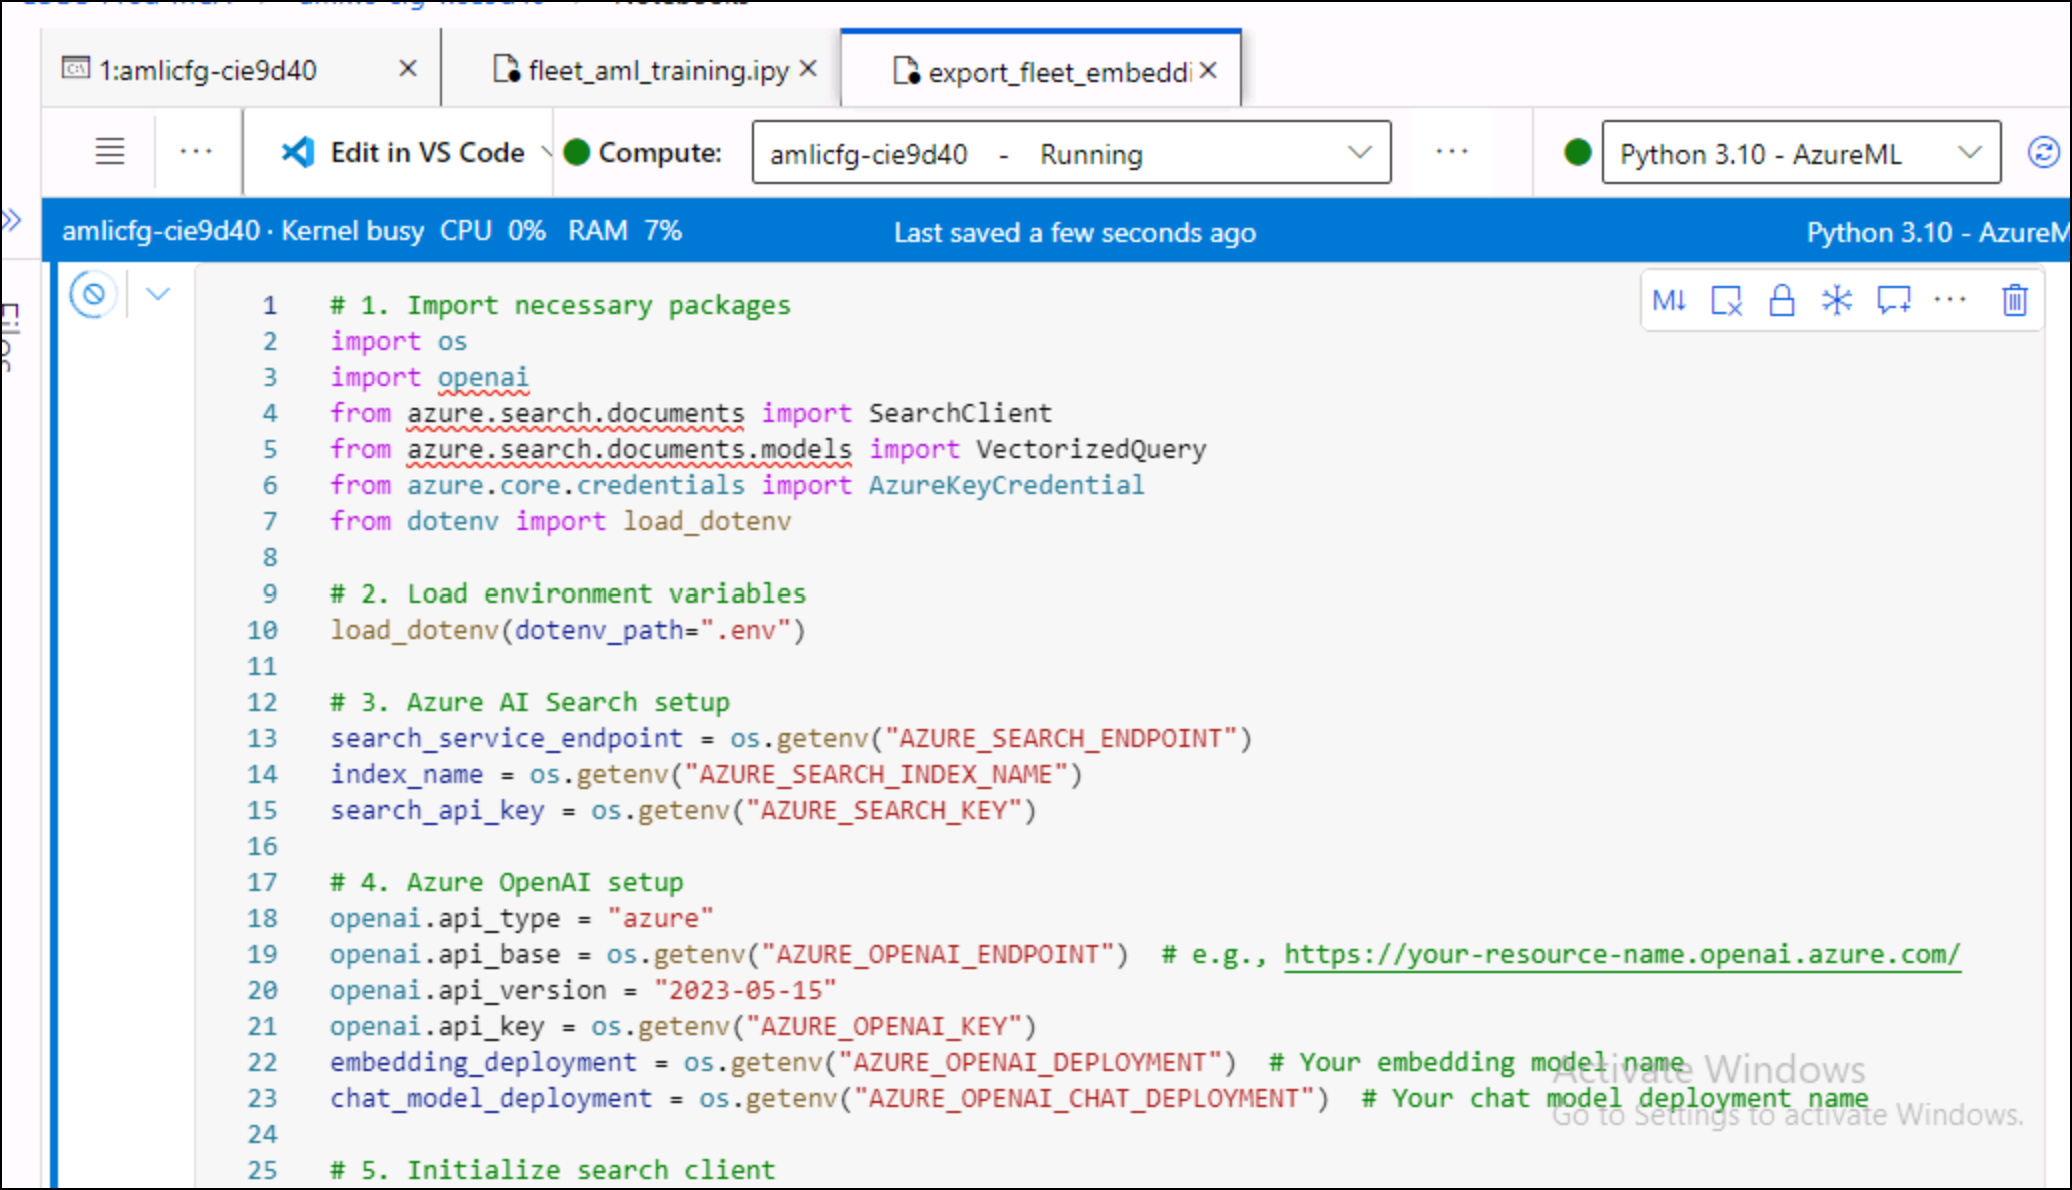 1:amlicfg-cie9d40
fleet_aml_training.ipy
export_fleet_embeddi
Edit in VS Code
Compute:
amlicfg-cie9d40 - Running
Python 3.10 - AzureML
amlicfg-cie9d40 · Kernel busy CPU 0% RAM 7%
Last saved a few seconds ago
Python 3.10 - AzureM
Files
M↓
1 # 1. Import necessary packages
2 import os
3 import openai
4 from azure.search.documents import SearchClient
5 from azure.search.documents.models import VectorizedQuery
6 from azure.core.credentials import AzureKeyCredential
7 from dotenv import load_dotenv
8
9 # 2. Load environment variables
10 load_dotenv(dotenv_path=".env")
11
12 # 3. Azure AI Search setup
13 search_service_endpoint = os.getenv("AZURE_SEARCH_ENDPOINT")
14 index_name = os.getenv("AZURE_SEARCH_INDEX_NAME")
15 search_api_key = os.getenv("AZURE_SEARCH_KEY")
16
17 # 4. Azure OpenAI setup
18 openai.api_type = "azure"
19 openai.api_base = os.getenv("AZURE_OPENAI_ENDPOINT") # e.g., https://your-resource-name.openai.azure.com/
20 openai.api_version = "2023-05-15"
21 openai.api_key = os.getenv("AZURE_OPENAI_KEY")
22 embedding_deployment = os.getenv("AZURE_OPENAI_DEPLOYMENT") # Your embedding model name
23 chat_model_deployment = os.getenv("AZURE_OPENAI_CHAT_DEPLOYMENT") # Your chat model deployment name
24
25 # 5. Initialize search client
Activate Windows
Go to Settings to activate Windows.